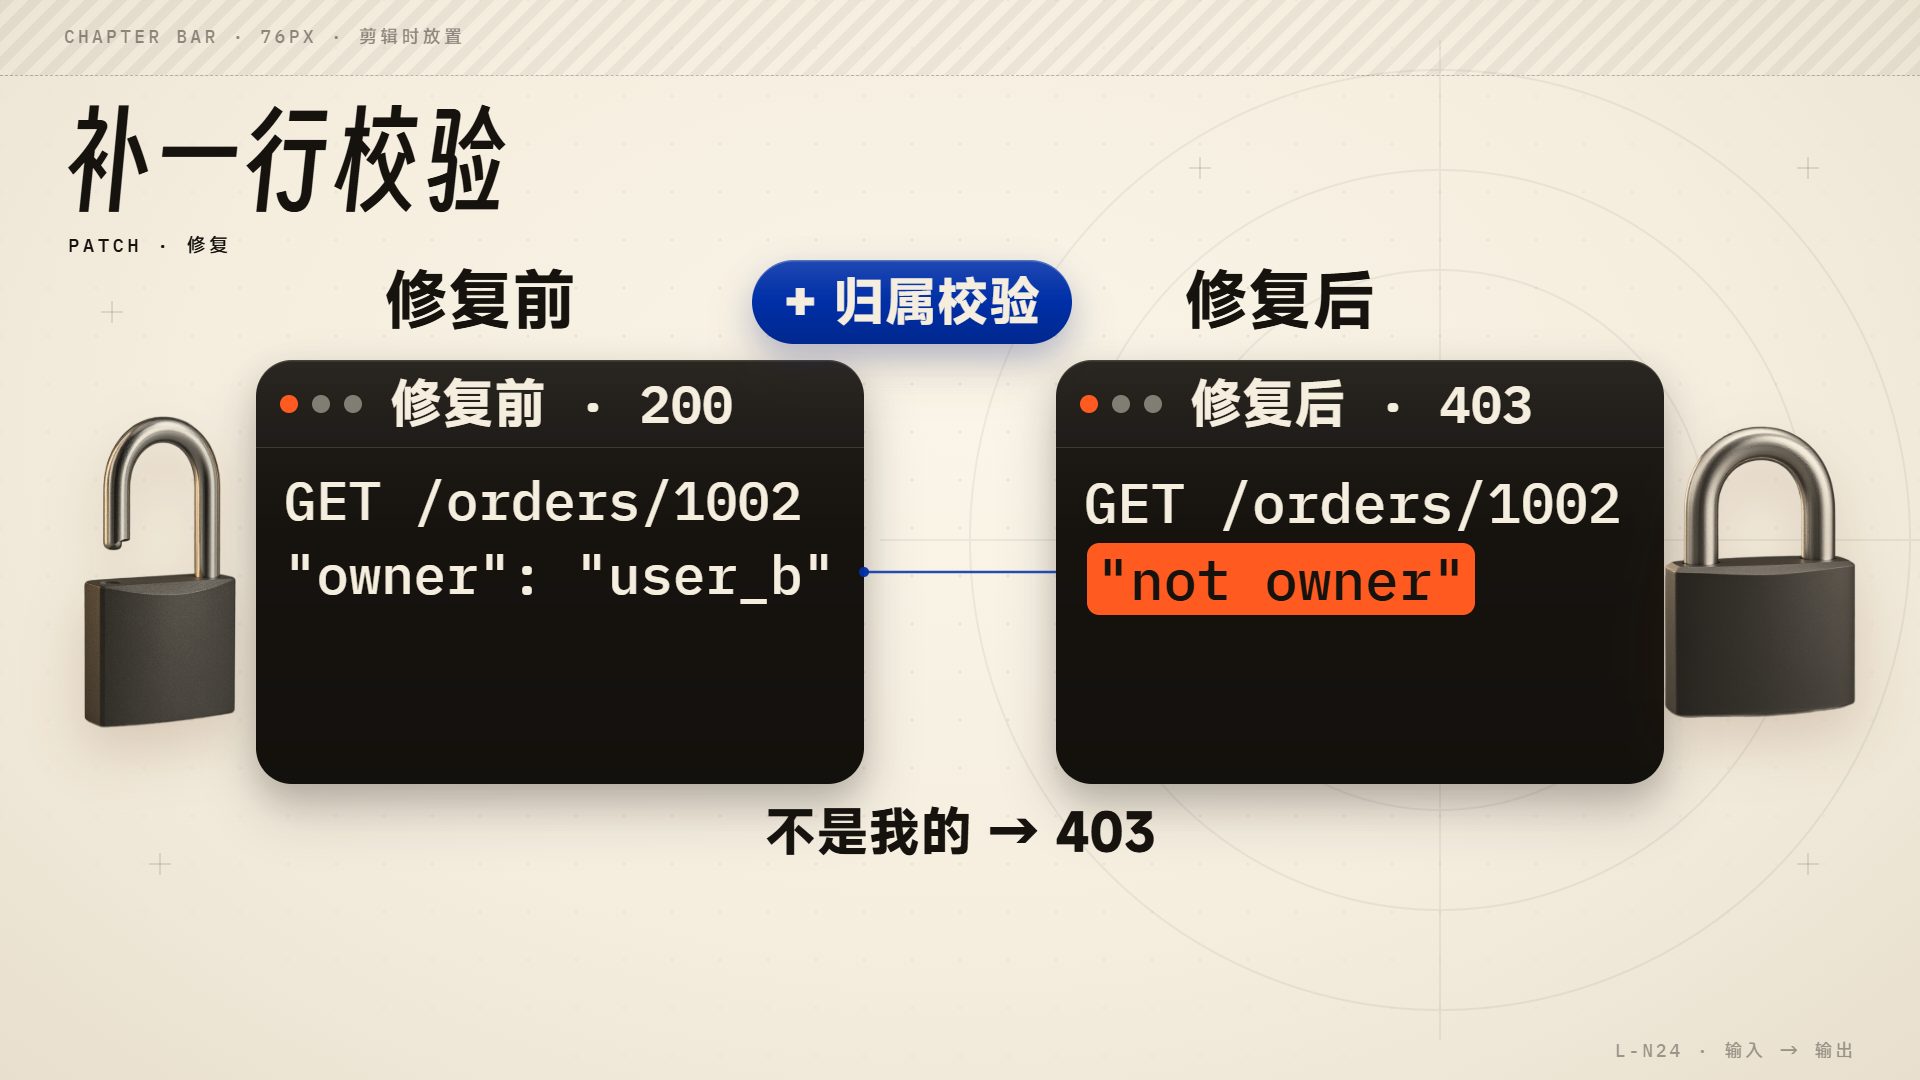 CHAPTER BAR · 76PX · 剪辑时放置
补一行校验
PATCH · 修复
修复前
+ 归属校验
修复后
修复前 · 200
GET /orders/1002
"owner": "user_b"
修复后 · 403
GET /orders/1002
"not owner"
不是我的 → 403
L-N24 · 输入 → 输出